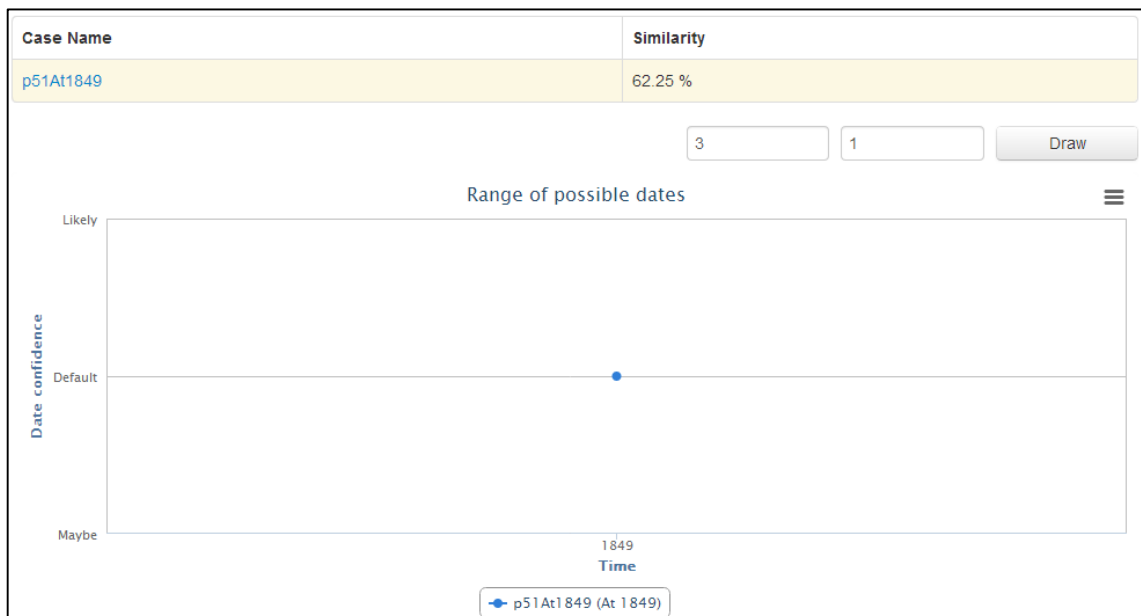 Case Name Similarity
p51At1849 62.25 %
3 1 Draw
Range of possible dates
Likely
Date confidence
Default
Maybe
1849
Time
p51At1849 (At 1849)